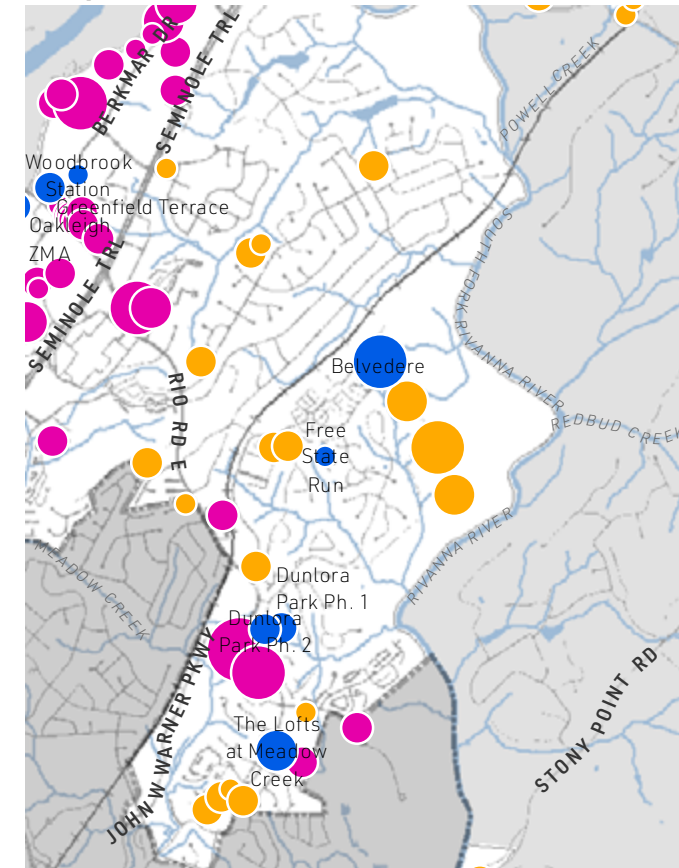 BERKMAR DR
SEMINOLE TRL
POWELL CREEK
Woodbrook
Station
Greenfield Terrace
Oakleigh
ZMA
SEMINOLE TRL
SOUTH FORK RIVANNA RIVER
Belvedere
RIO RD E
REDBUD CREEK
Free
State
Run
RIVANNA RIVER
MEADOW CREEK
Dunlora
Park Ph. 1
Dunlora
Park Ph. 2
JOHN W WARNER PKWY
STONY POINT RD
The Lofts
at Meadow
Creek